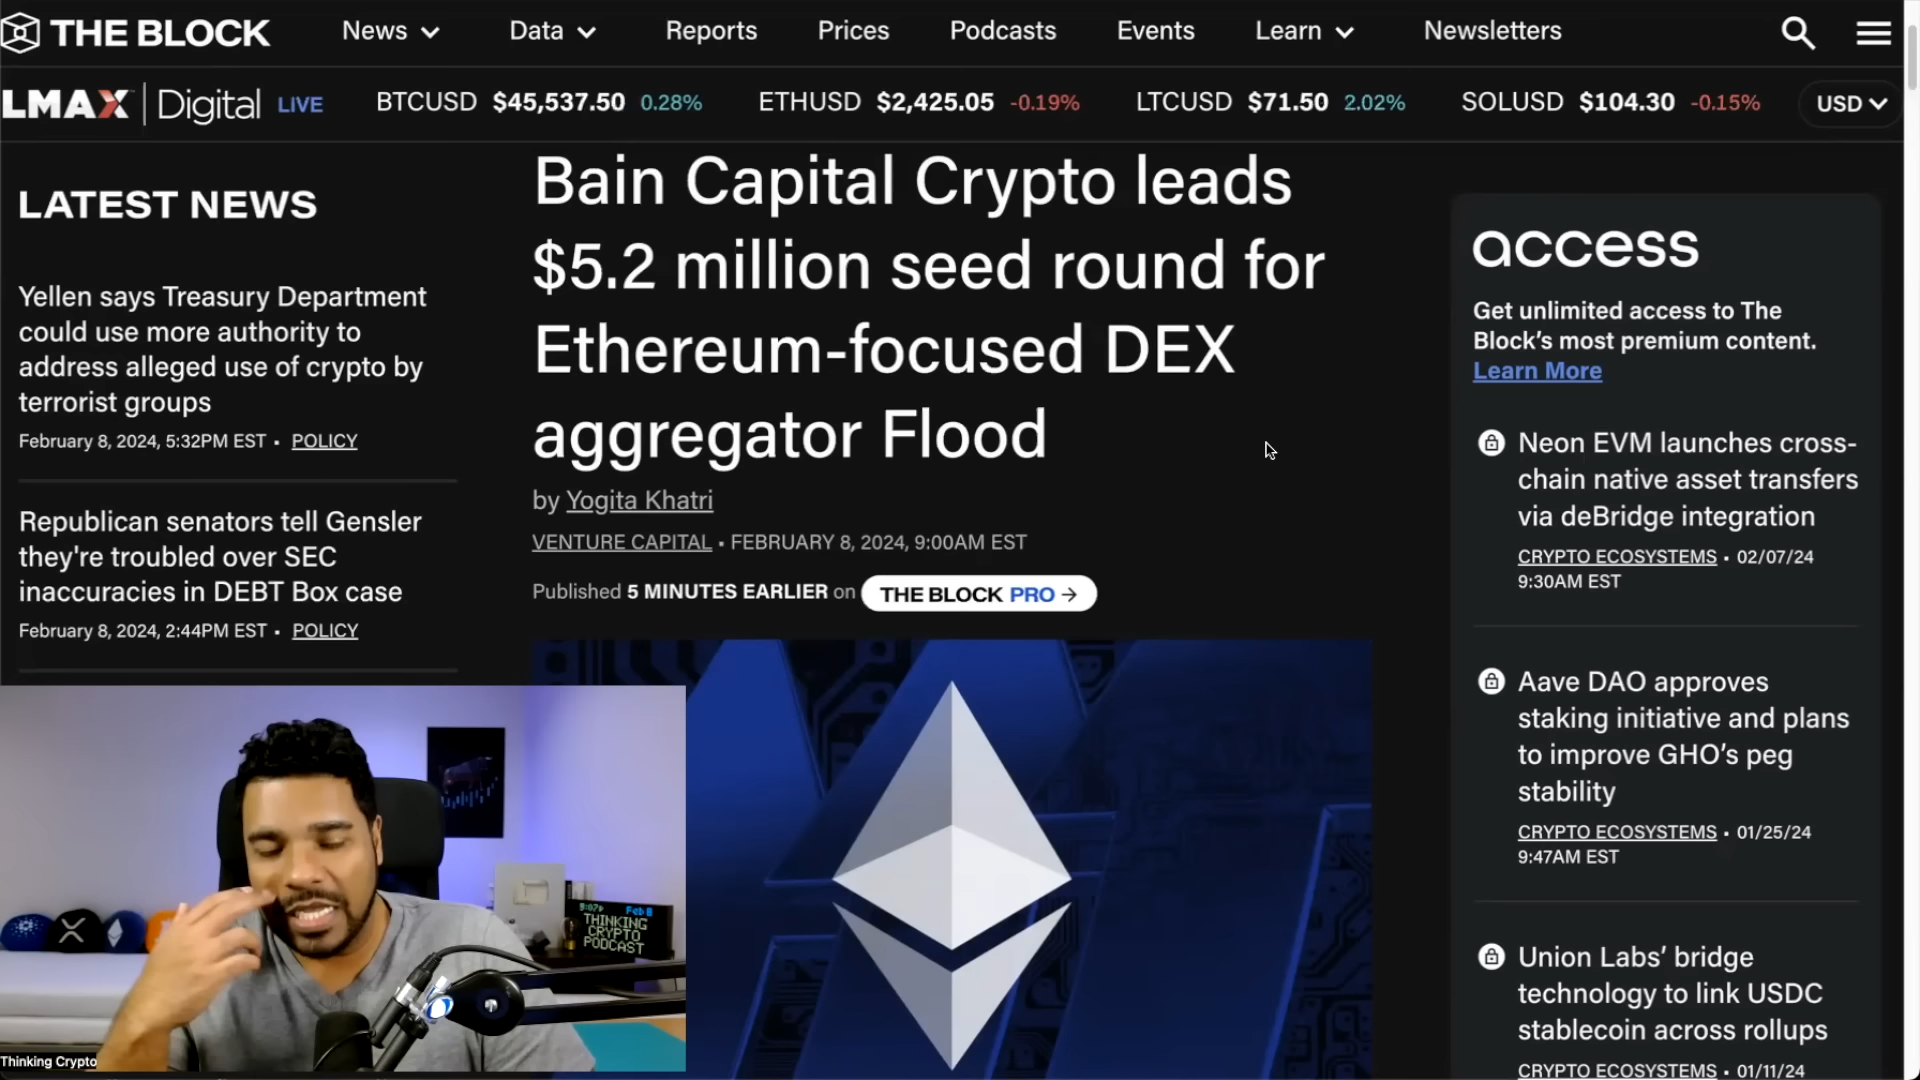 THE BLOCK
News
Data
Reports
Prices
Podcasts
Events
Learn
Newsletters
LMAX Digital LIVE
BTCUSD $45,537.50 0.28%
ETHUSD $2,425.05 -0.19%
LTCUSD $71.50 2.02%
SOLUSD $104.30 -0.15%
USD
LATEST NEWS
Yellen says Treasury Department
could use more authority to
address alleged use of crypto by
terrorist groups
February 8, 2024, 5:32PM EST • POLICY
Republican senators tell Gensler
they're troubled over SEC
inaccuracies in DEBT Box case
February 8, 2024, 2:44PM EST • POLICY
Bain Capital Crypto leads
$5.2 million seed round for
Ethereum-focused DEX
aggregator Flood
by Yogita Khatri
VENTURE CAPITAL • FEBRUARY 8, 2024, 9:00AM EST
Published 5 MINUTES EARLIER on THE BLOCK PRO →
access
Get unlimited access to The
Block’s most premium content.
Learn More
Neon EVM launches cross-
chain native asset transfers
via deBridge integration
CRYPTO ECOSYSTEMS • 02/07/24
9:30AM EST
Aave DAO approves
staking initiative and plans
to improve GHO’s peg
stability
CRYPTO ECOSYSTEMS • 01/25/24
9:47AM EST
Union Labs’ bridge
technology to link USDC
stablecoin across rollups
CRYPTO ECOSYSTEMS • 01/11/24
9:07P Feb 8
THINKING
CRYPTO
PODCAST
Thinking Crypto